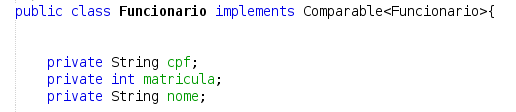 public class Funcionario implements Comparable<Funcionario>{
private String cpf;
private int matricula;
private String nome;